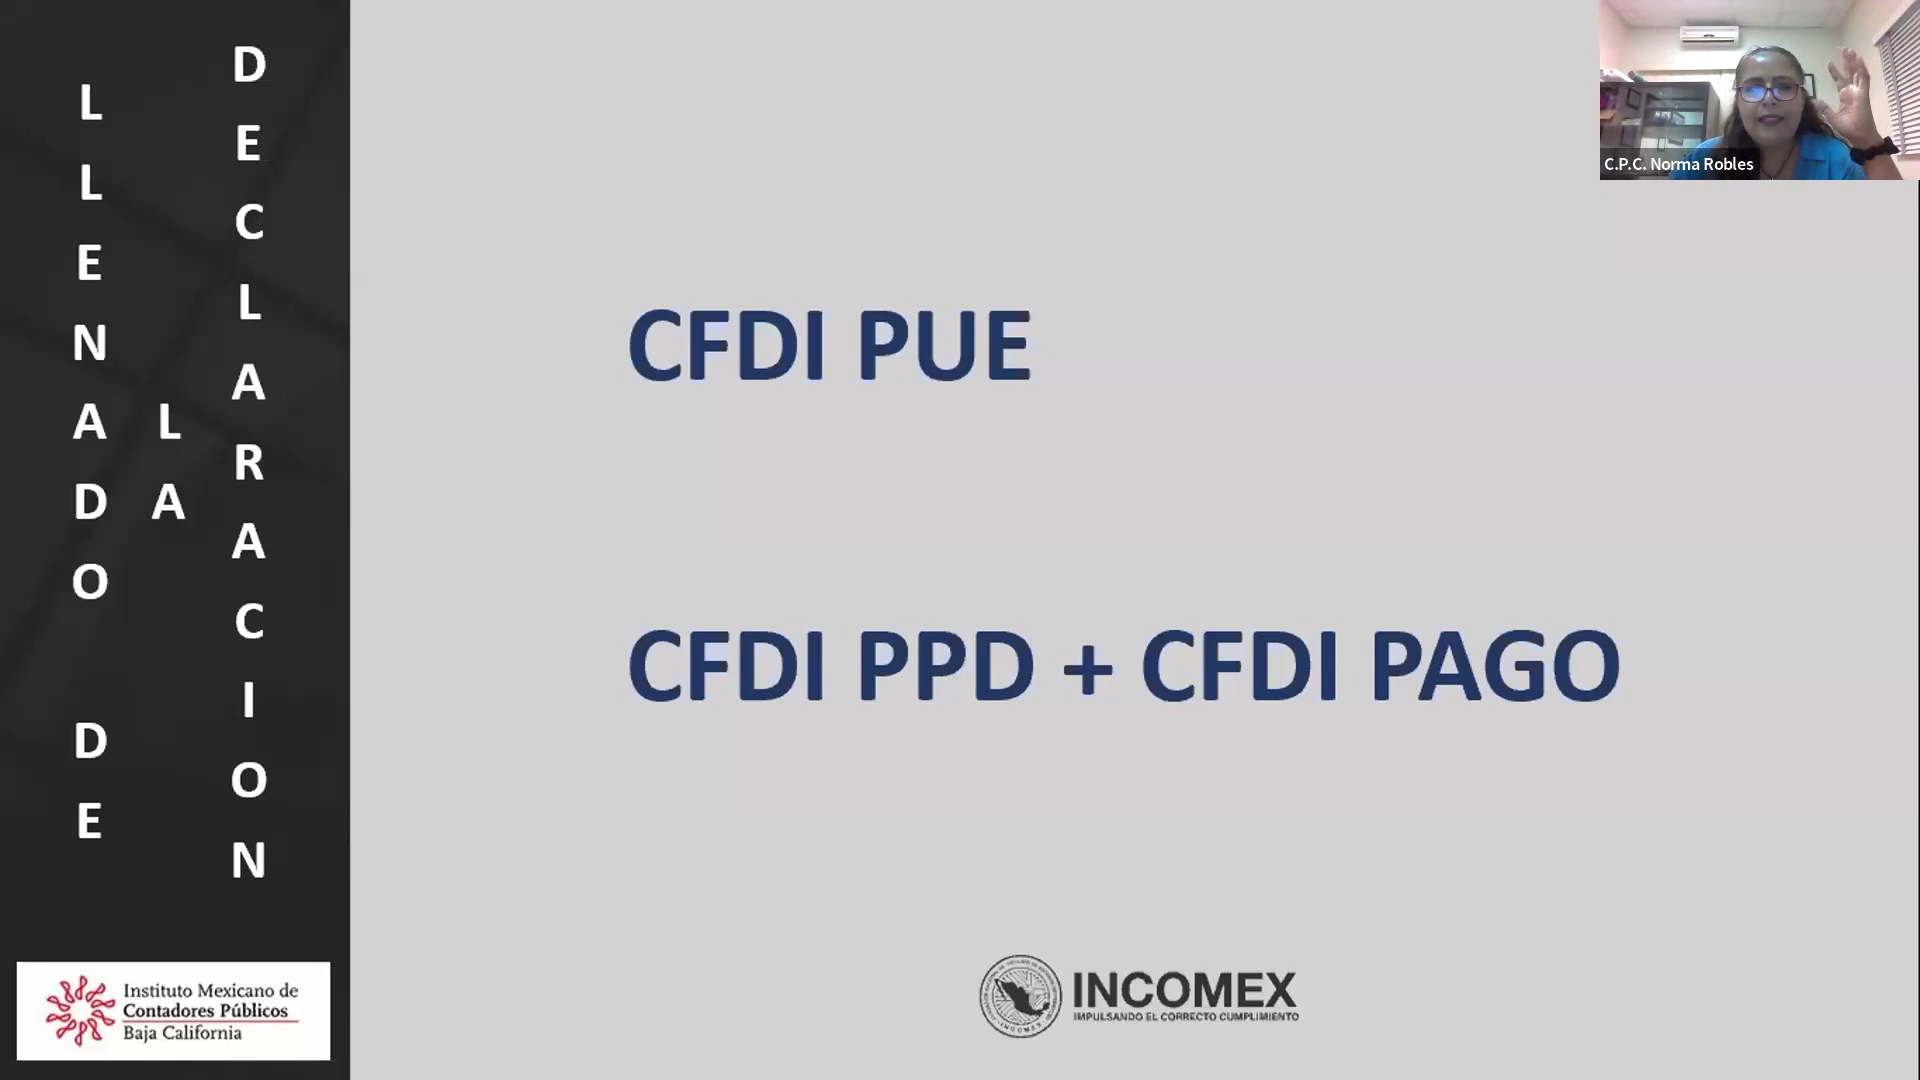 LLENADO DE
LA
DECLARACION
CFDI PUE
CFDI PPD + CFDI PAGO
C.P.C. Norma Robles
Instituto Mexicano de
Contadores Públicos
Baja California
INCOMEX
IMPULSANDO EL CORRECTO CUMPLIMIENTO